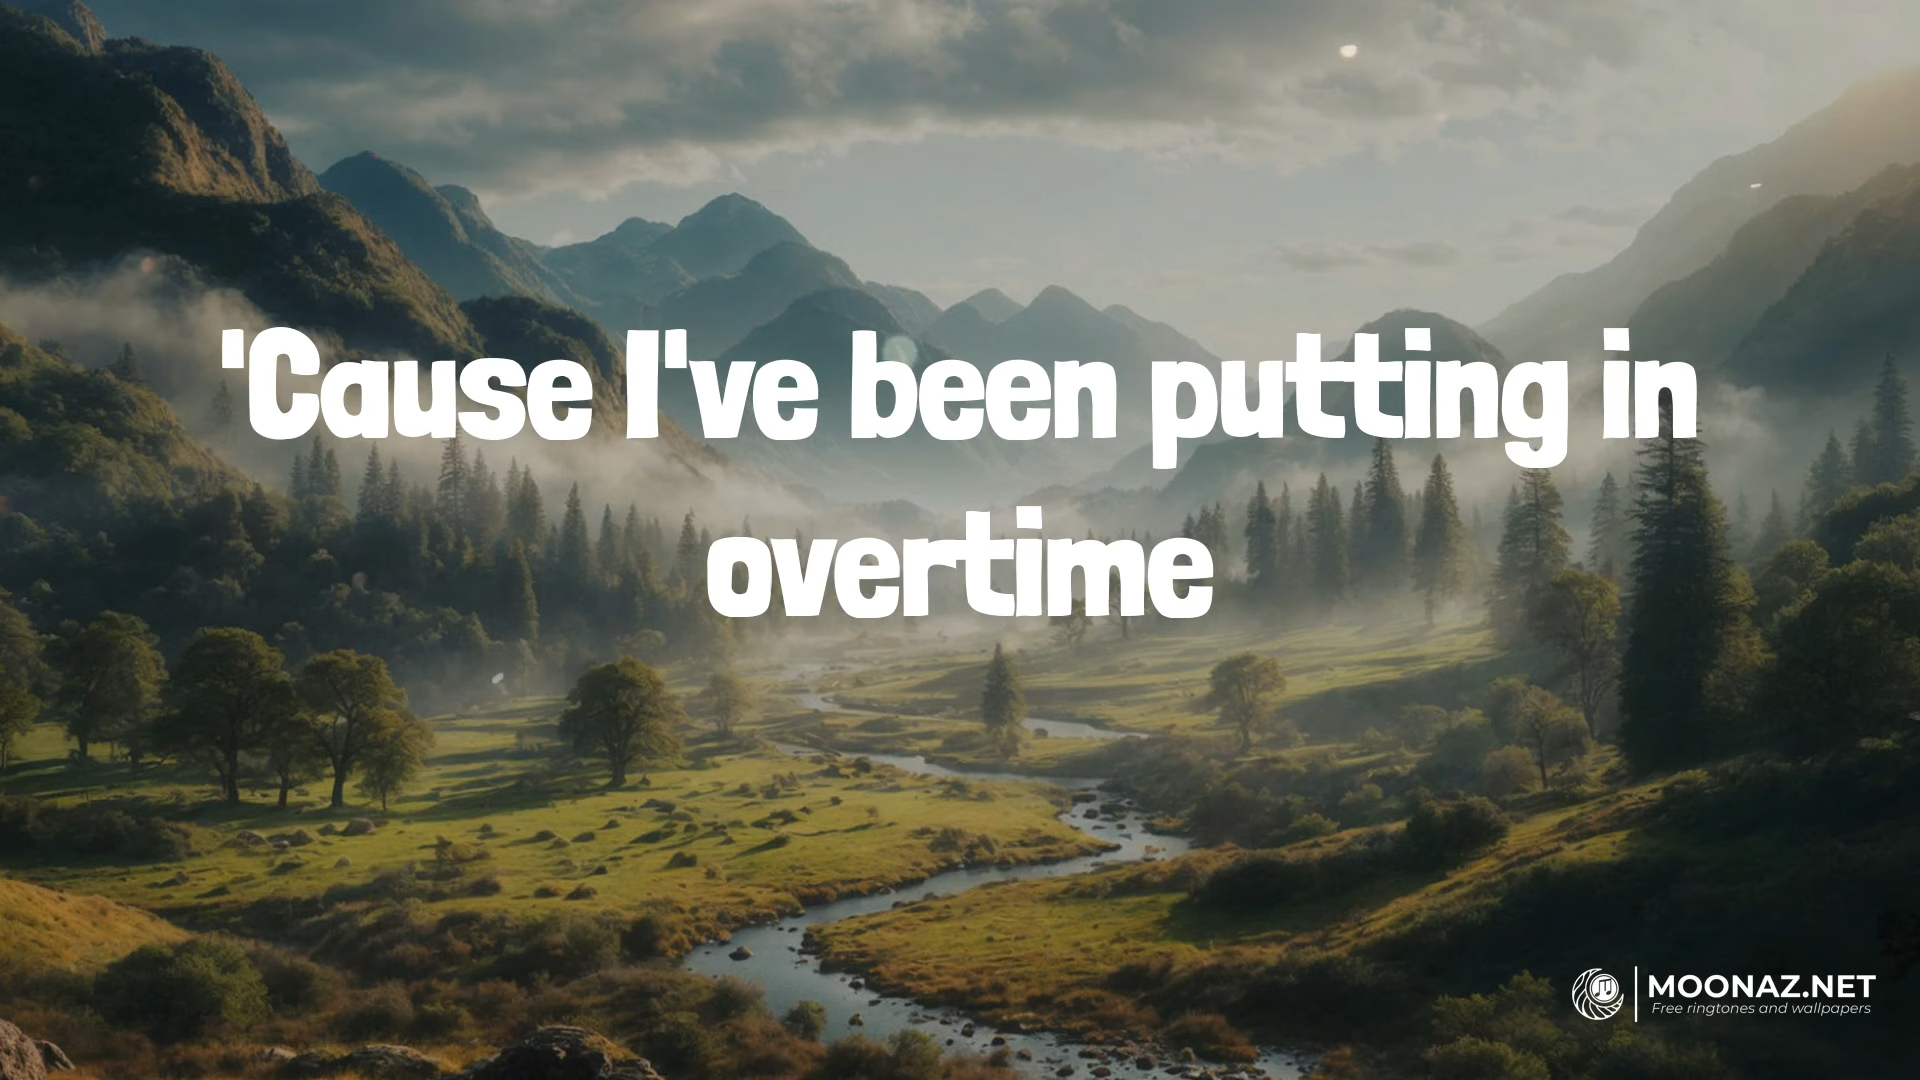 'Cause I've been putting in
overtime
MOONAZ.NET
Free ringtones and wallpapers